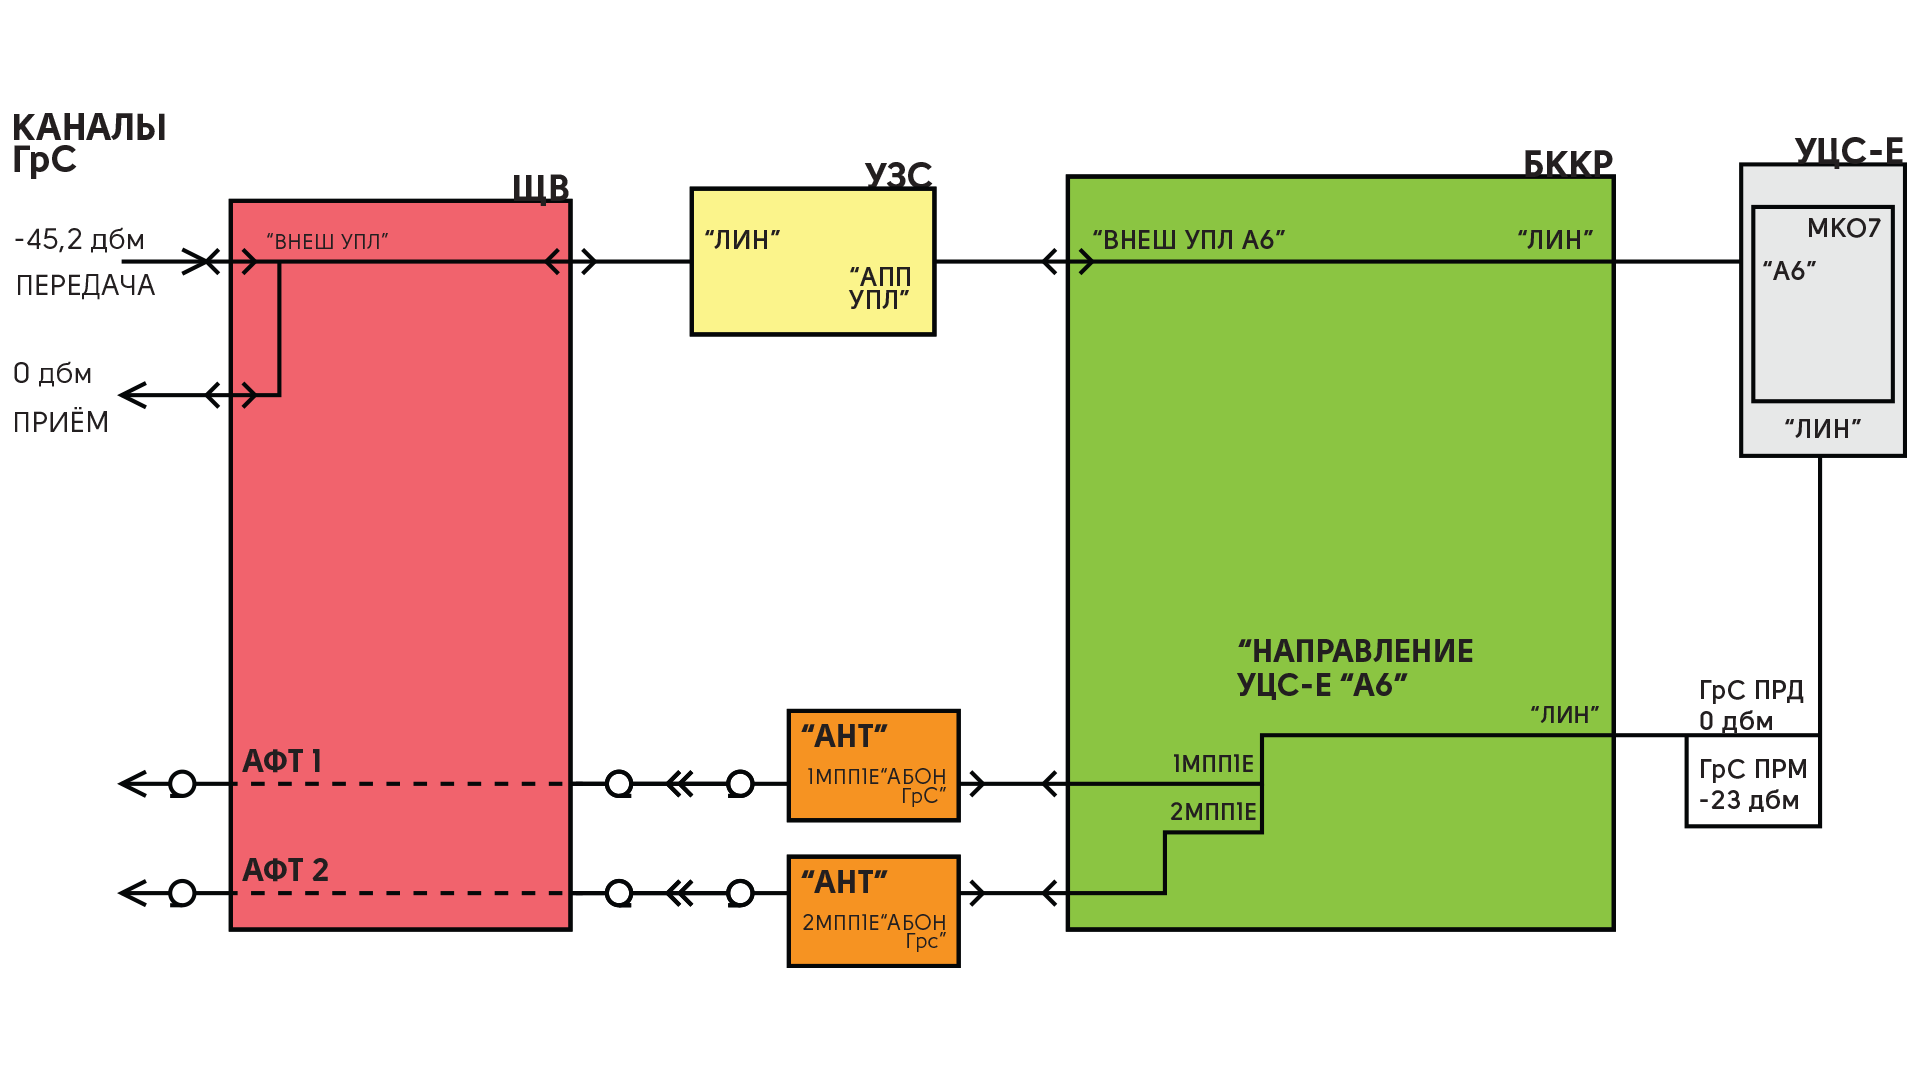 КАНАЛЫ
ГрС
ЩВ
УЗС
БККР
УЦС-Е
-45,2 дбм
ПЕРЕДАЧА
“ВНЕШ УПЛ”
“ЛИН”
“АПП
УПЛ”
“ВНЕШ УПЛ А6”
“ЛИН”
МКО7
“А6”
“ЛИН”
0 дбм
ПРИЁМ
“НАПРАВЛЕНИЕ
УЦС-Е “А6”
“ЛИН”
ГрС ПРД
0 дбм
ГрС ПРМ
-23 дбм
АФТ 1
“АНТ”
1МПП1Е“АБОН
ГрС”
1МПП1Е
2МПП1Е
АФТ 2
“АНТ”
2МПП1Е“АБОН
Грс”